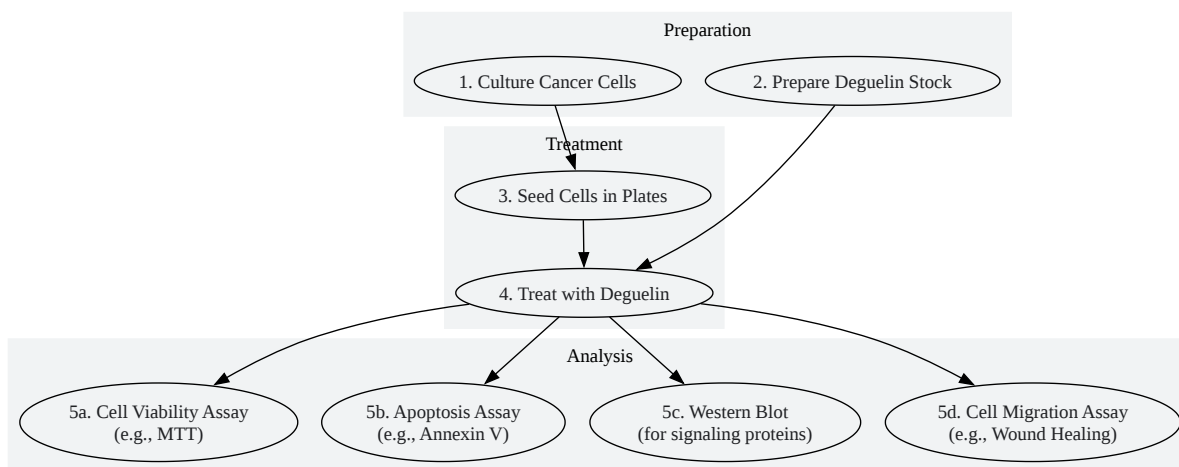 Preparation
1. Culture Cancer Cells
2. Prepare Deguelin Stock
Treatment
3. Seed Cells in Plates
4. Treat with Deguelin
Analysis
5a. Cell Viability Assay
(e.g., MTT)
5b. Apoptosis Assay
(e.g., Annexin V)
5c. Western Blot
(for signaling proteins)
5d. Cell Migration Assay
(e.g., Wound Healing)